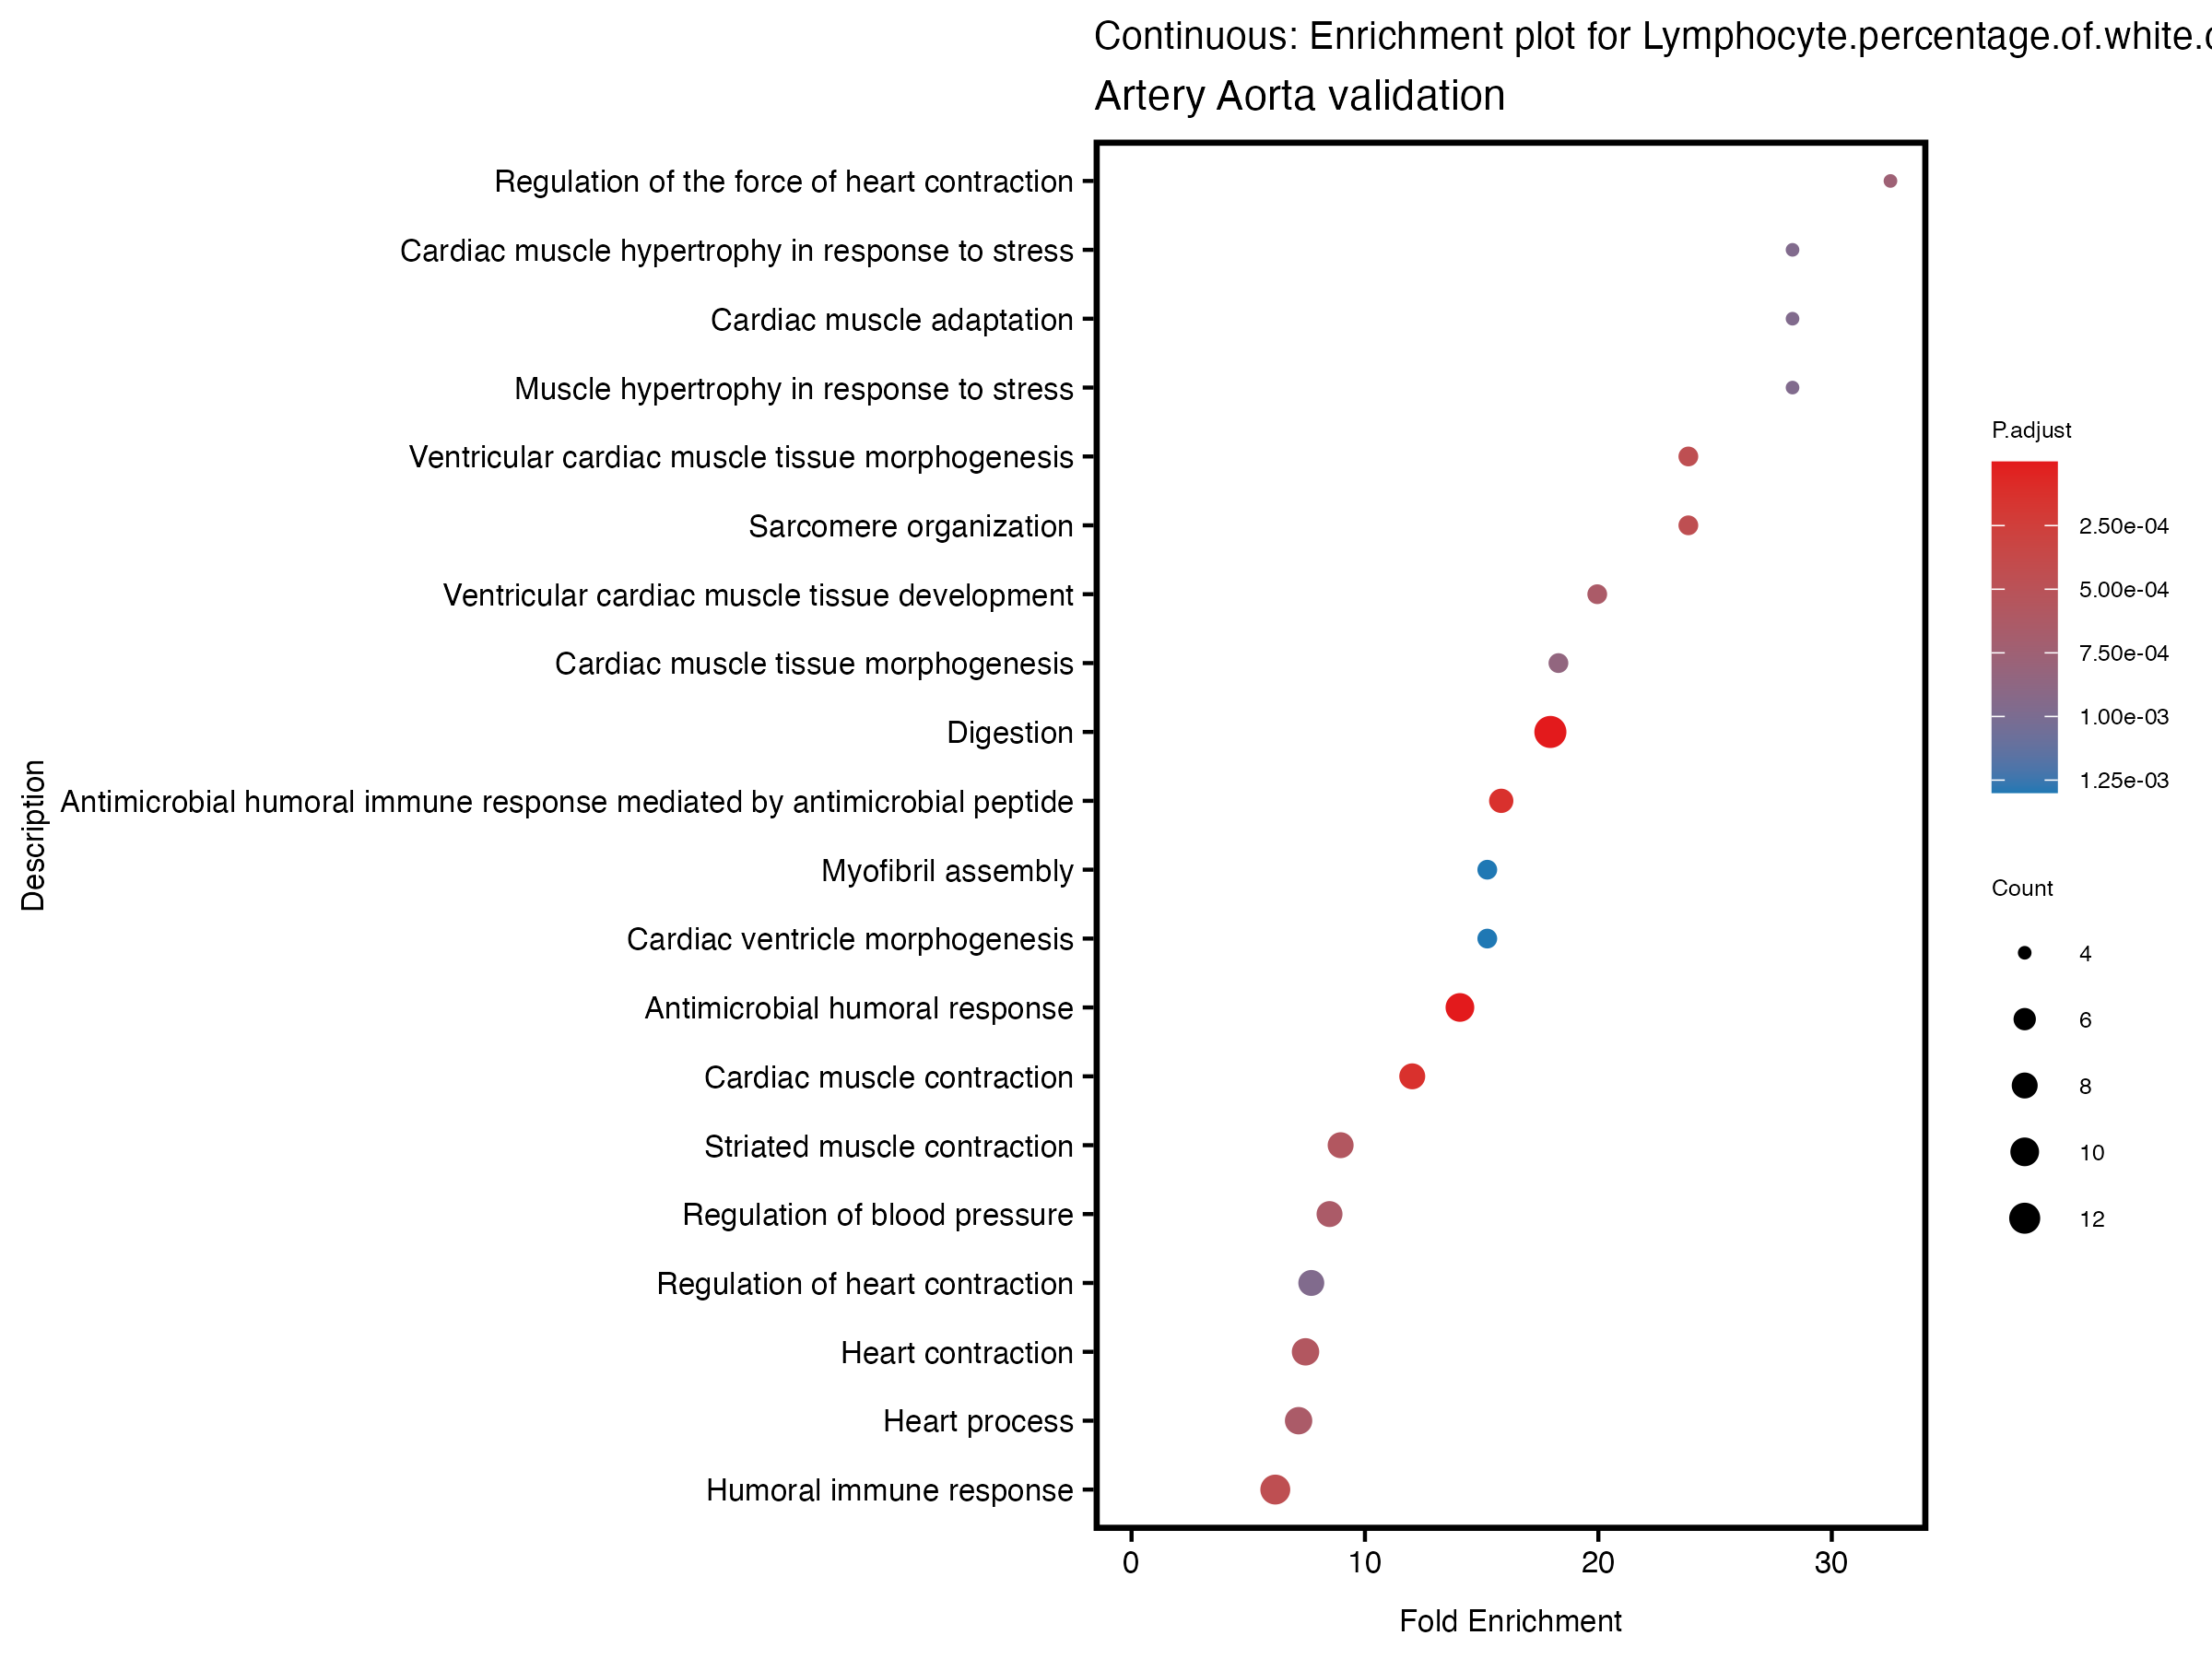 Continuous: Enrichment plot for Lymphocyte.percentage.of.white.
Artery Aorta validation
Description
Regulation of the force of heart contraction
Cardiac muscle hypertrophy in response to stress
Cardiac muscle adaptation
Muscle hypertrophy in response to stress
Ventricular cardiac muscle tissue morphogenesis
Sarcomere organization
Ventricular cardiac muscle tissue development
Cardiac muscle tissue morphogenesis
Digestion
Antimicrobial humoral immune response mediated by antimicrobial peptide
Myofibril assembly
Cardiac ventricle morphogenesis
Antimicrobial humoral response
Cardiac muscle contraction
Striated muscle contraction
Regulation of blood pressure
Regulation of heart contraction
Heart contraction
Heart process
Humoral immune response
0 10 20 30
Fold Enrichment
P.adjust
2.50e-04
5.00e-04
7.50e-04
1.00e-03
1.25e-03
Count
4
6
8
10
12